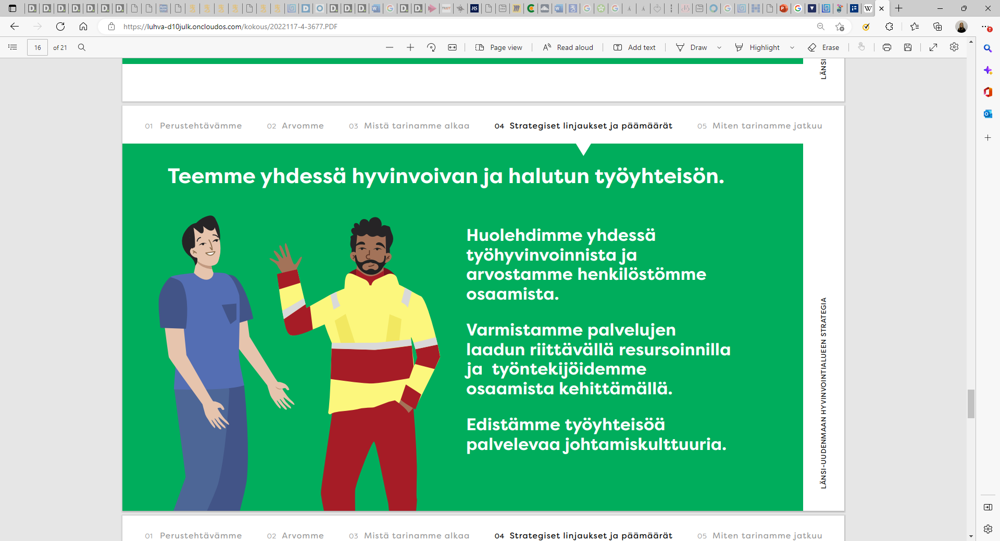 https://luhva-d10julk.oncloudos.com/kokous/2022117-4-3677.PDF
16 of 21
Page view
Read aloud
Add text
Draw
Highlight
Erase
LÄNSI
01 Perustehtävämme 02 Arvomme 03 Mistä tarinamme alkaa 04 Strategiset linjaukset ja päämäärät 05 Miten tarinamme jatkuu
Teemme yhdessä hyvinvoivan ja halutun työyhteisön.
Huolehdimme yhdessä
työhyvinvoinnista ja
arvostamme henkilöstömme
osaamista.
Varmistamme palvelujen
laadun riittävällä resursoinnilla
ja työntekijöidemme
osaamista kehittämällä.
Edistämme työyhteisöä
palvelevaa johtamiskulttuuria.
LÄNSI-UUDENMAAN HYVINVOINTIALUEEN STRATEGIA
01 Perustehtävämme 02 Arvomme 03 Mistä tarinamme alkaa 04 Strategiset linjaukset ja päämäärät 05 Miten tarinamme jatkuu